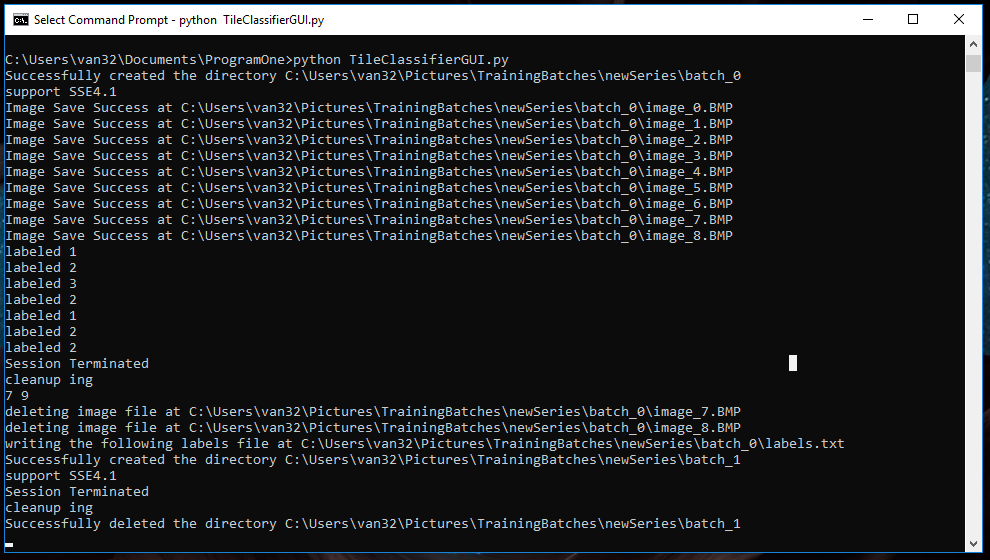 Select Command Prompt - python  TileClassifierGUI.py
C:\Users\van32\Documents\ProgramOne>python TileClassifierGUI.py
Successfully created the directory C:\Users\van32\Pictures\TrainingBatches\newSeries\batch_0
support SSE4.1
Image Save Success at C:\Users\van32\Pictures\TrainingBatches\newSeries\batch_0\image_0.BMP
Image Save Success at C:\Users\van32\Pictures\TrainingBatches\newSeries\batch_0\image_1.BMP
Image Save Success at C:\Users\van32\Pictures\TrainingBatches\newSeries\batch_0\image_2.BMP
Image Save Success at C:\Users\van32\Pictures\TrainingBatches\newSeries\batch_0\image_3.BMP
Image Save Success at C:\Users\van32\Pictures\TrainingBatches\newSeries\batch_0\image_4.BMP
Image Save Success at C:\Users\van32\Pictures\TrainingBatches\newSeries\batch_0\image_5.BMP
Image Save Success at C:\Users\van32\Pictures\TrainingBatches\newSeries\batch_0\image_6.BMP
Image Save Success at C:\Users\van32\Pictures\TrainingBatches\newSeries\batch_0\image_7.BMP
Image Save Success at C:\Users\van32\Pictures\TrainingBatches\newSeries\batch_0\image_8.BMP
labeled 1
labeled 2
labeled 3
labeled 2
labeled 1
labeled 2
labeled 2
Session Terminated
cleanup ing
7 9
deleting image file at C:\Users\van32\Pictures\TrainingBatches\newSeries\batch_0\image_7.BMP
deleting image file at C:\Users\van32\Pictures\TrainingBatches\newSeries\batch_0\image_8.BMP
writing the following labels file at C:\Users\van32\Pictures\TrainingBatches\newSeries\batch_0\labels.txt
Successfully created the directory C:\Users\van32\Pictures\TrainingBatches\newSeries\batch_1
support SSE4.1
Session Terminated
cleanup ing
Successfully deleted the directory C:\Users\van32\Pictures\TrainingBatches\newSeries\batch_1